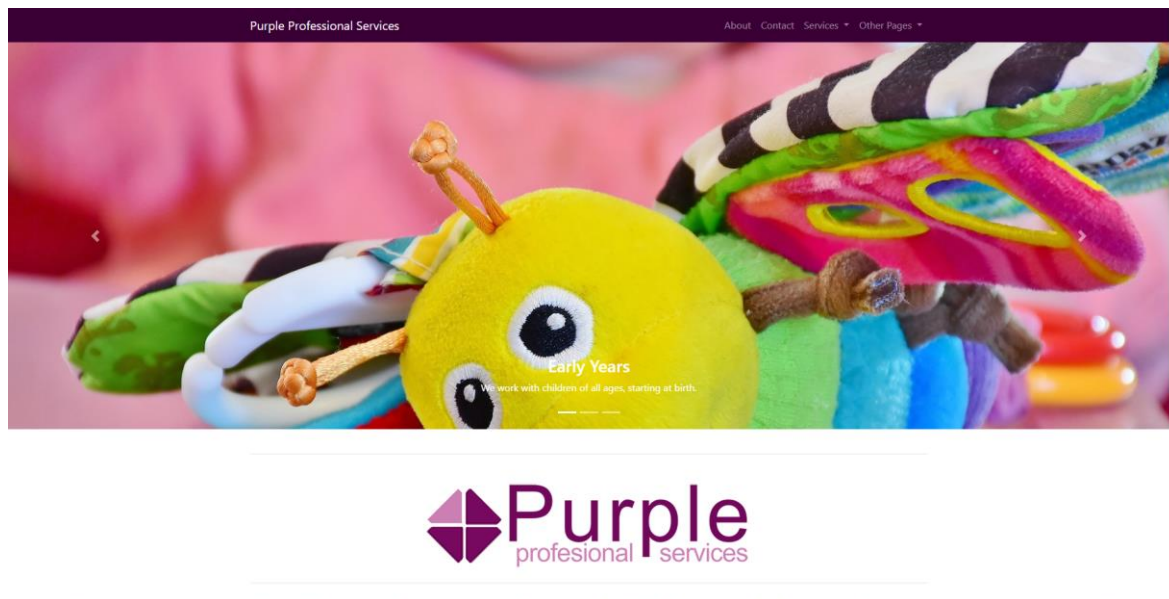 Purple Professional Services
About Contact Services Other Pages
Early Years
We work with children of all ages, starting at birth.
Purple
profesional services